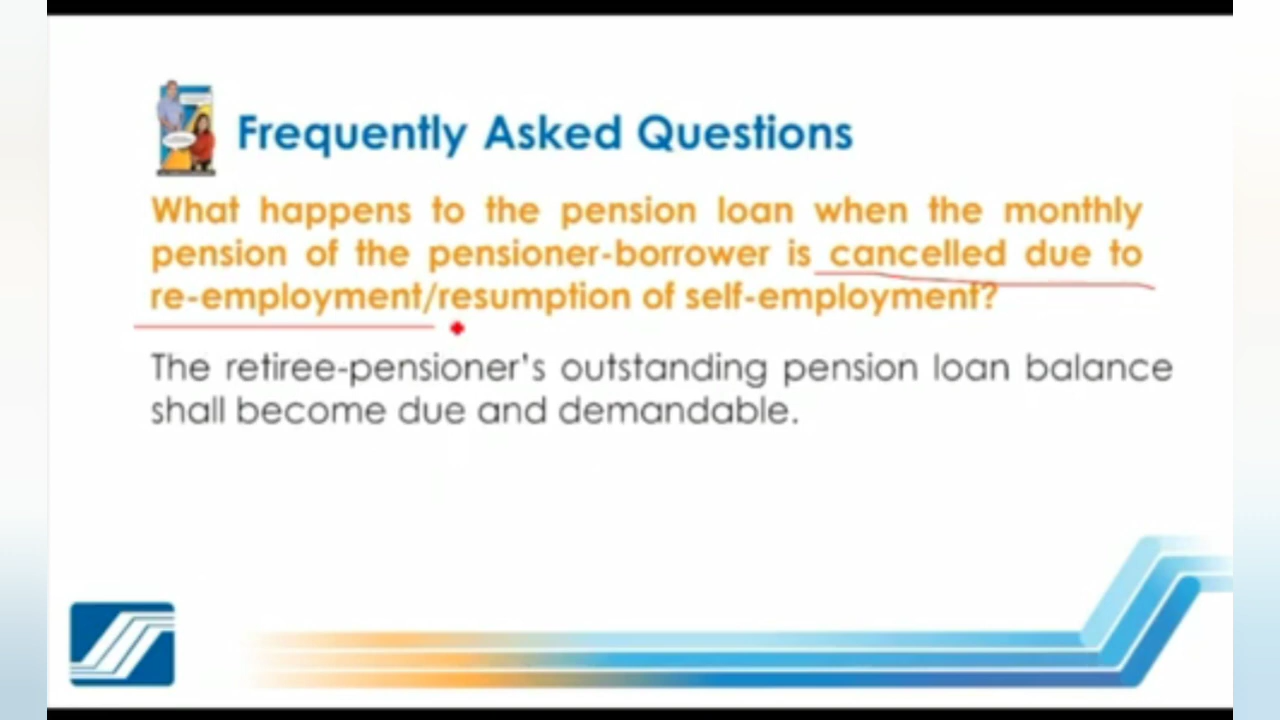 Frequently Asked Questions
What happens to the pension loan when the monthly
pension of the pensioner-borrower is cancelled due to
re-employment/resumption of self-employment?
The retiree-pensioner's outstanding pension loan balance
shall become due and demandable.